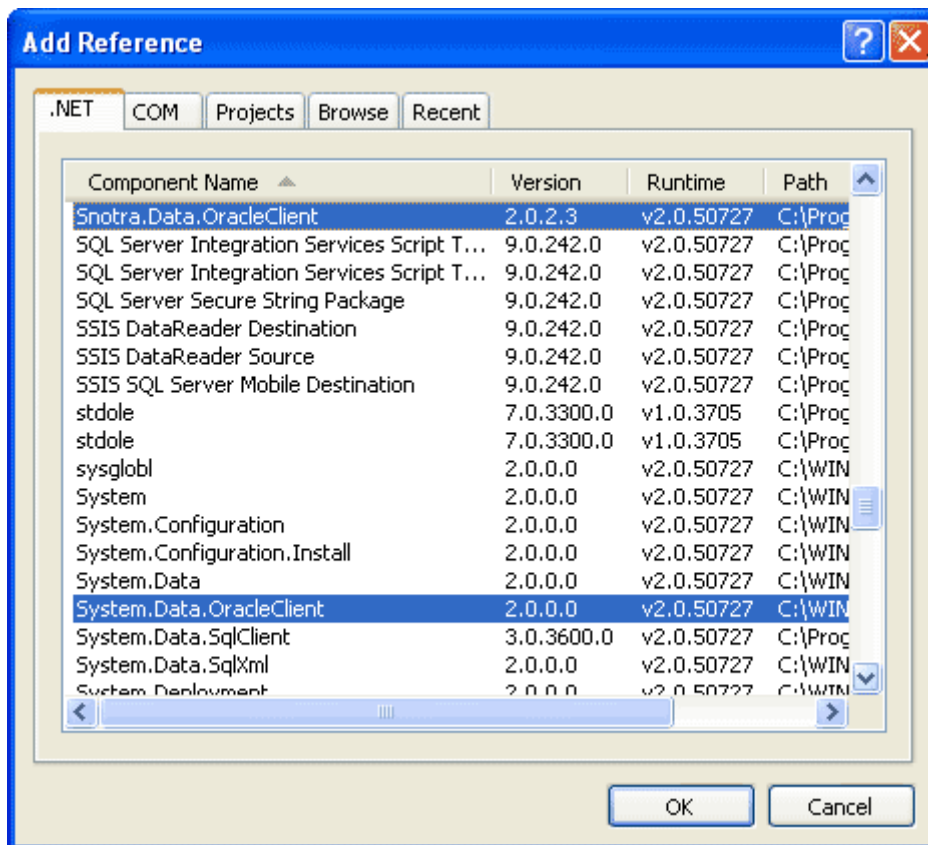 Add Reference
.NET COM Projects Browse Recent
Component Name Version Runtime Path
Snotra.Data.OracleClient 2.0.2.3 v2.0.50727 C:\Prog
SQL Server Integration Services Script T... 9.0.242.0 v2.0.50727 C:\Prog
SQL Server Integration Services Script T... 9.0.242.0 v2.0.50727 C:\Prog
SQL Server Secure String Package 9.0.242.0 v2.0.50727 C:\Prog
SSIS DataReader Destination 9.0.242.0 v2.0.50727 C:\Prog
SSIS DataReader Source 9.0.242.0 v2.0.50727 C:\Prog
SSIS SQL Server Mobile Destination 9.0.242.0 v2.0.50727 C:\Prog
stdole 7.0.3300.0 v1.0.3705 C:\Prog
stdole 7.0.3300.0 v1.0.3705 C:\Prog
sysglobl 2.0.0.0 v2.0.50727 C:\WIN
System 2.0.0.0 v2.0.50727 C:\WIN
System.Configuration 2.0.0.0 v2.0.50727 C:\WIN
System.Configuration.Install 2.0.0.0 v2.0.50727 C:\WIN
System.Data 2.0.0.0 v2.0.50727 C:\WIN
System.Data.OracleClient 2.0.0.0 v2.0.50727 C:\WIN
System.Data.SqlClient 3.0.3600.0 v2.0.50727 C:\Prog
System.Data.SqlXml 2.0.0.0 v2.0.50727 C:\WIN
System.Deployment 2.0.0.0 v2.0.50727 C:\WIN
OK Cancel